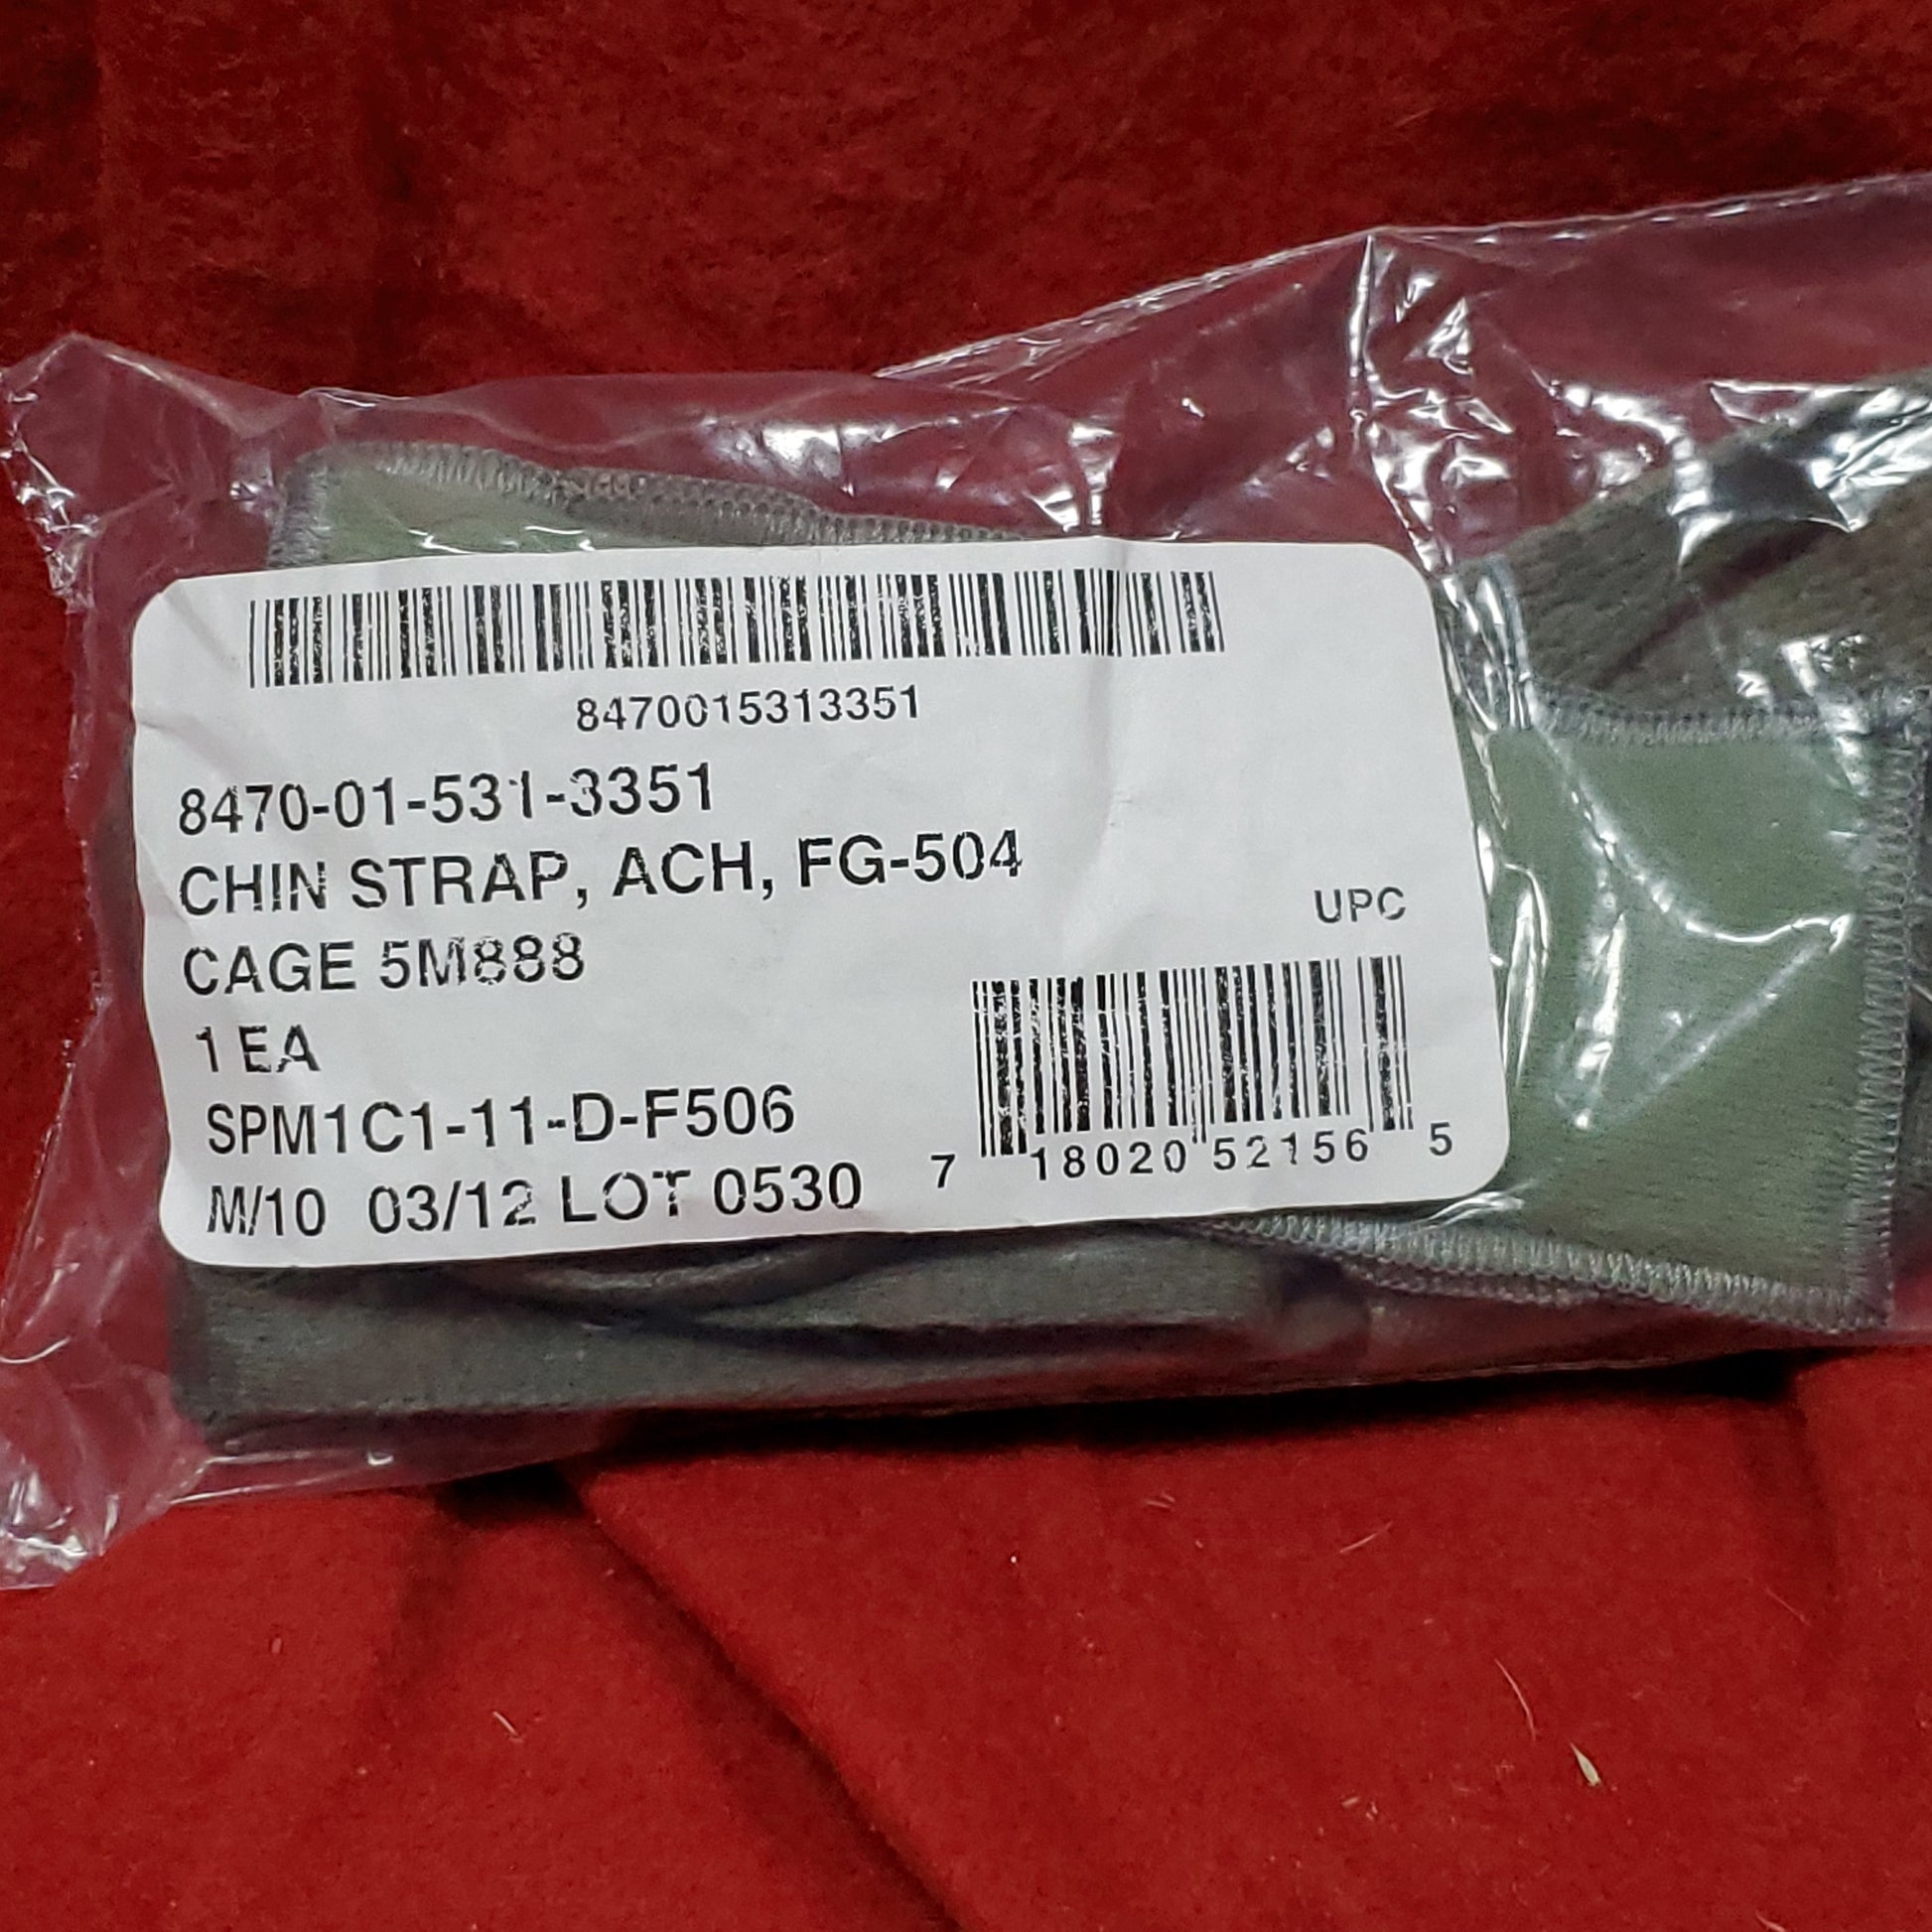 8470015313351
8470-01-531-3351
CHIN STRAP, ACH, FG-504
CAGE 5M888
UPC
1 EA
SPM1C1-11-D-F506
M/10 03/12 LOT 0530
7 18020 52156 5